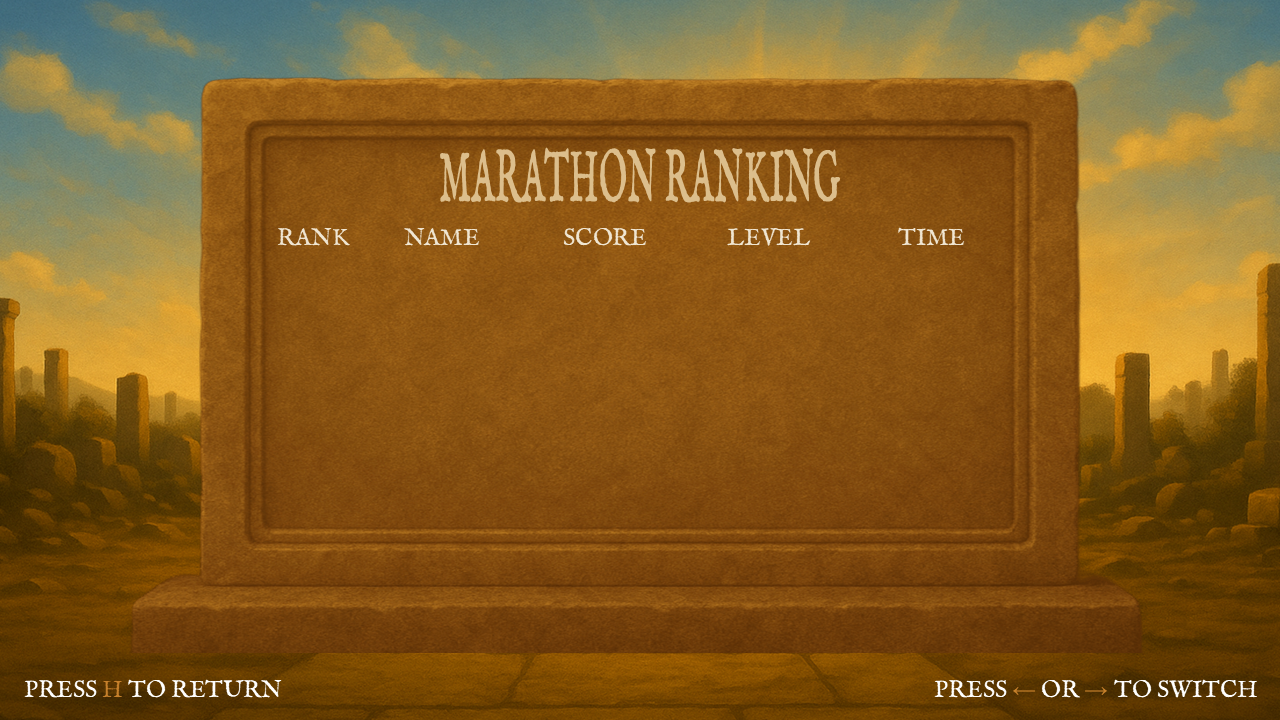 MARATHON RANKING
RANK NAME SCORE LEVEL TIME
PRESS H TO RETURN
PRESS ← OR → TO SWITCH